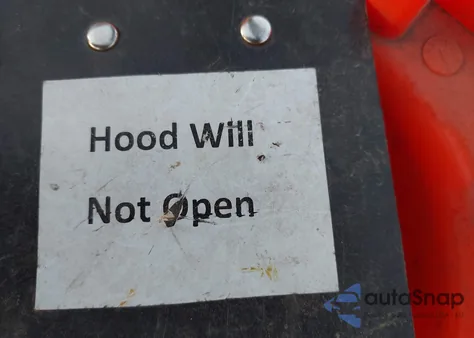 Hood Will
Not Open
autoSnap